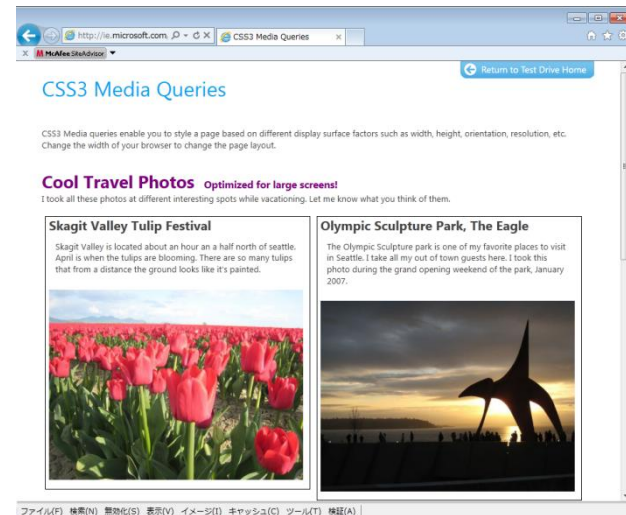 http://ie.microsoft.com
CSS3 Media Queries
McAfee SiteAdvisor
Return to Test Drive Home
CSS3 Media Queries
CSS3 Media queries enable you to style a page based on different display surface factors such as width, height, orientation, resolution, etc.
Change the width of your browser to change the page layout.
Cool Travel Photos Optimized for large screens!
I took all these photos at different interesting spots while vacationing. Let me know what you think of them.
Skagit Valley Tulip Festival
Skagit Valley is located about an hour an a half north of seattle.
April is when the tulips are blooming. There are so many tulips
that from a distance the ground looks like it's painted.
Olympic Sculpture Park, The Eagle
The Olympic Sculpture park is one of my favorite places to visit
in Seattle. I take all my out of town guests here. I took this
photo during the grand opening weekend of the park, January
2007.
ファイル(F) 検索(N) 無効化(S) 表示(V) イメージ(I) キャッシュ(C) ツール(T) 検証(A)